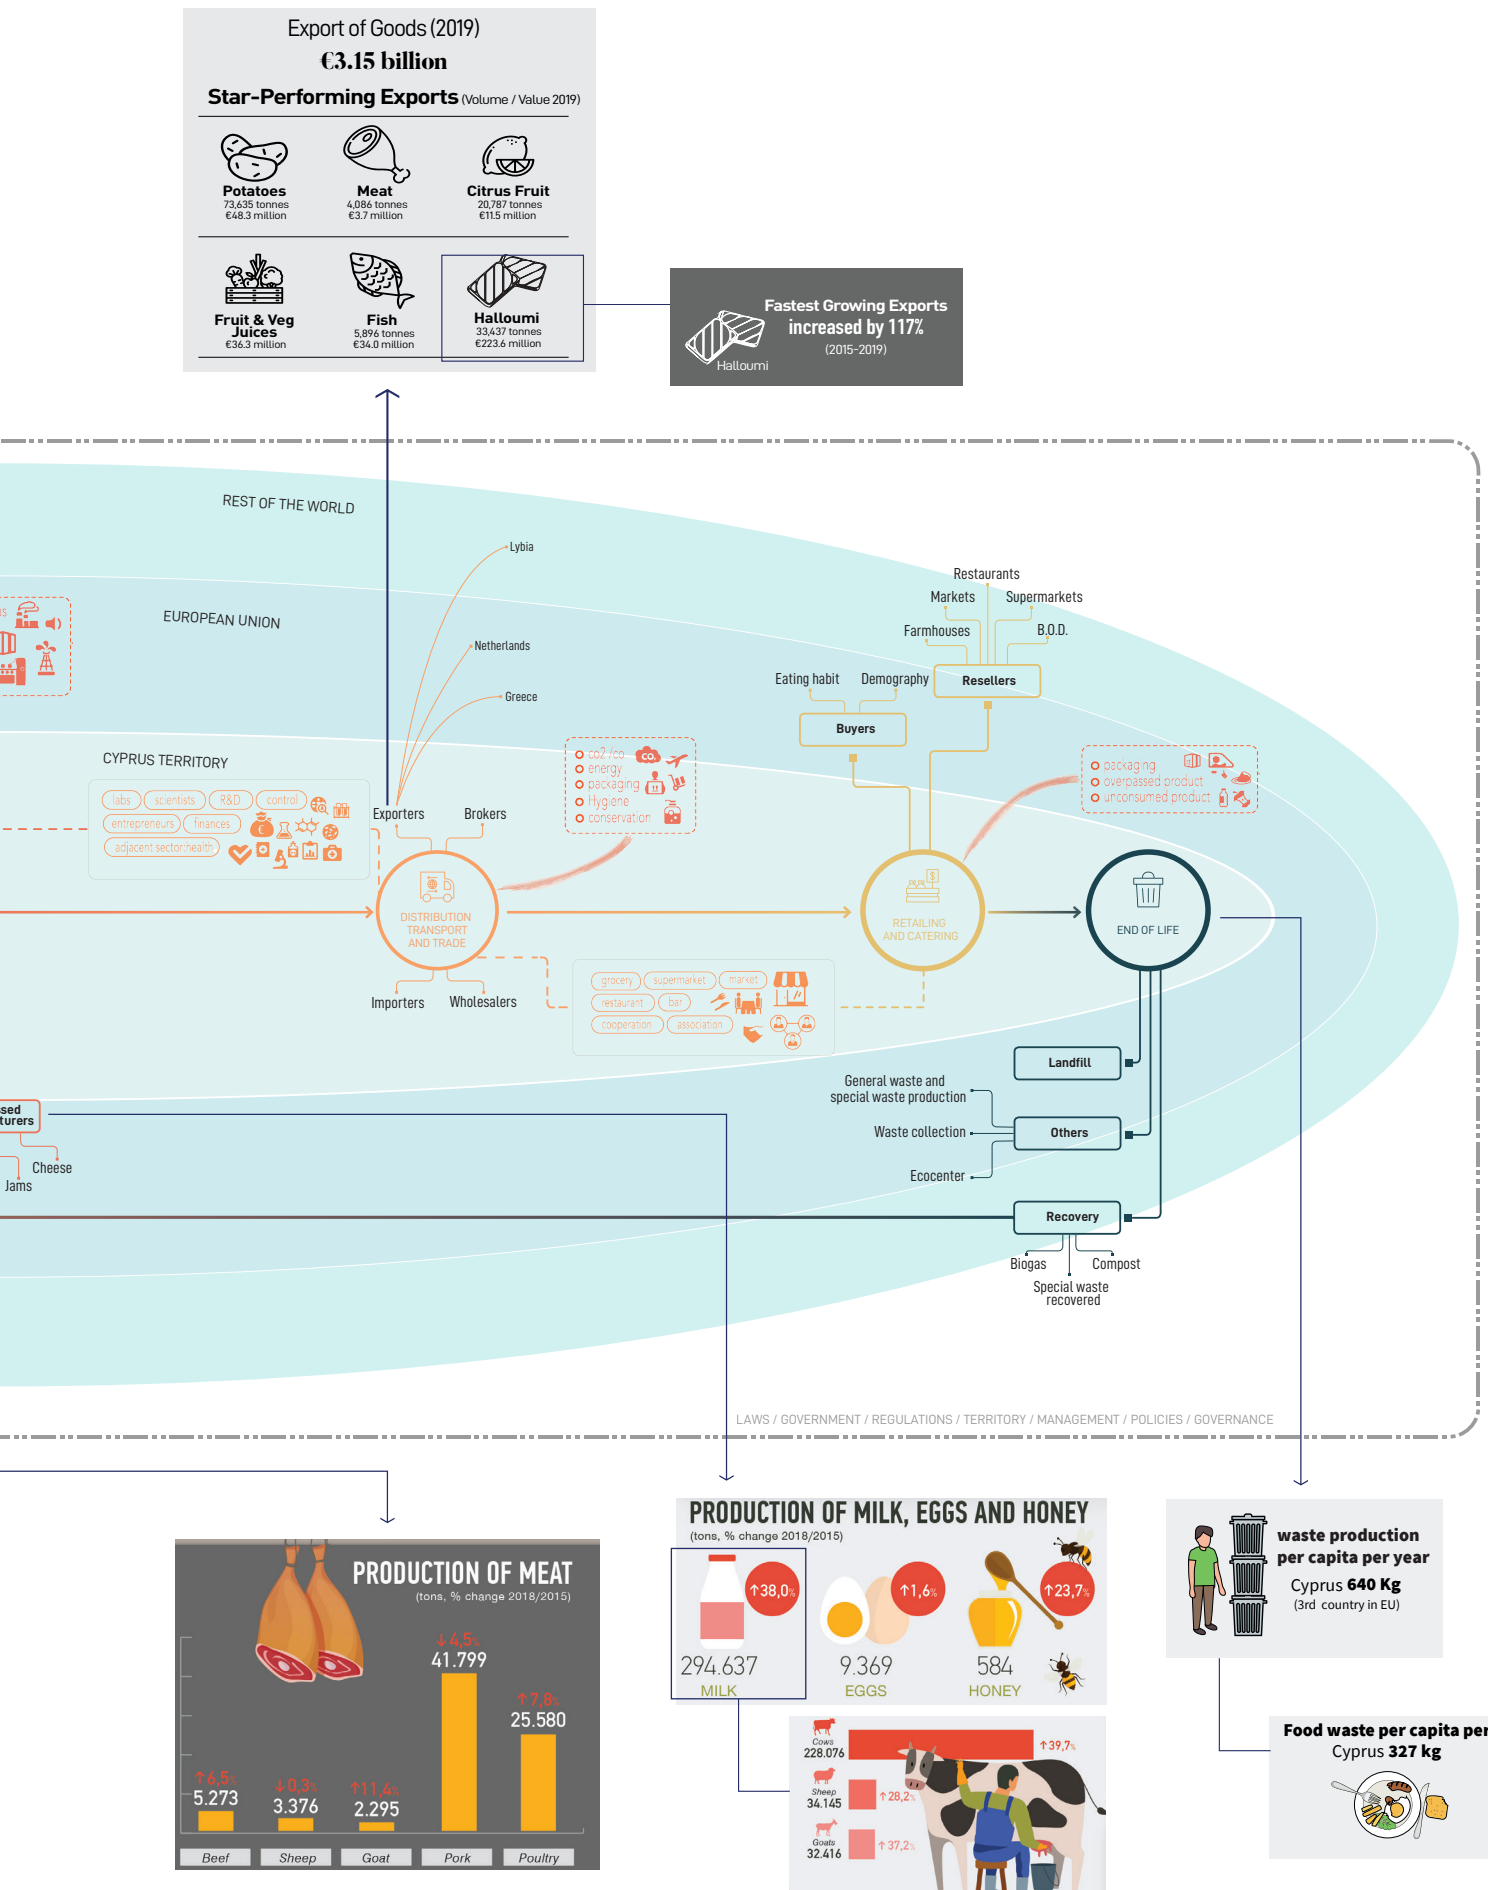 Export of Goods (2019)
€3.15 billion
Star-Performing Exports (Volume / Value 2019)
Potatoes
73,635 tonnes
€48.3 million
Meat
4,086 tonnes
€3.7 million
Citrus Fruit
20,787 tonnes
€11.5 million
Fruit & Veg
Juices
€36.3 million
Fish
5,896 tonnes
€34.0 million
Halloumi
33,437 tonnes
€223.6 million
Fastest Growing Exports
increased by 117%
(2015-2019)
Halloumi
REST OF THE WORLD
EUROPEAN UNION
CYPRUS TERRITORY
Lybia
Netherlands
Greece
labs
scientists
R&D
control
entrepreneurs
finances
adjacent sector:health
€
Exporters
Brokers
DISTRIBUTION
TRANSPORT
AND TRADE
Importers
Wholesalers
co2 /co
energy
packaging
Hygiene
conservation
CO₂
grocery
supermarket
market
restaurant
bar
cooperation
association
Restaurants
Markets
Supermarkets
Farmhouses
B.O.D.
Resellers
Eating habit
Demography
Buyers
$
RETAILING
AND CATERING
packaging
overpassed product
unconsumed product
END OF LIFE
Landfill
General waste and
special waste production
Waste collection
Others
Ecocenter
Recovery
Biogas
Compost
Special waste
recovered
ssed
turers
Cheese
Jams
LAWS / GOVERNMENT / REGULATIONS / TERRITORY / MANAGEMENT / POLICIES / GOVERNANCE
PRODUCTION OF MEAT
(tons, % change 2018/2015)
↑6,5%
5.273
Beef
↓0,3%
3.376
Sheep
↑11,4%
2.295
Goat
↓4,5%
41.799
Pork
↑7,8%
25.580
Poultry
PRODUCTION OF MILK, EGGS AND HONEY
(tons, % change 2018/2015)
↑38,0%
294.637
MILK
↑1,6%
9.369
EGGS
↑23,7%
584
HONEY
Cows
228.076
↑39,7%
Sheep
34.145
↑28,2%
Goats
32.416
↑37,2%
waste production
per capita per year
Cyprus 640 Kg
(3rd country in EU)
Food waste per capita per
Cyprus 327 kg